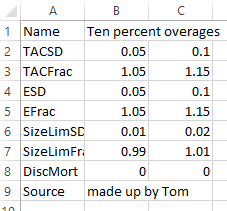 A B C
1 Name Ten percent overages
2 TACSD 0.05 0.1
3 TACFrac 1.05 1.15
4 ESD 0.05 0.1
5 EFrac 1.05 1.15
6 SizeLimSD 0.01 0.02
7 SizeLimFra 0.99 1.01
8 DiscMort 0 0
9 Source made up by Tom
10